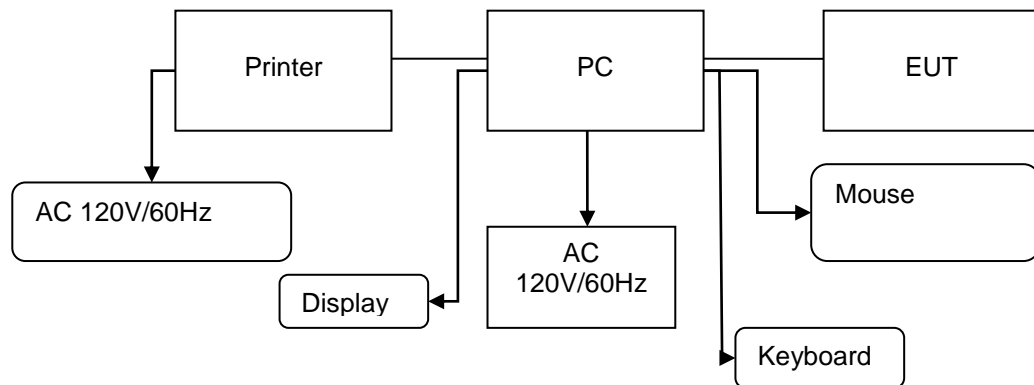 Printer
PC
EUT
AC 120V/60Hz
Mouse
AC
120V/60Hz
Display
Keyboard